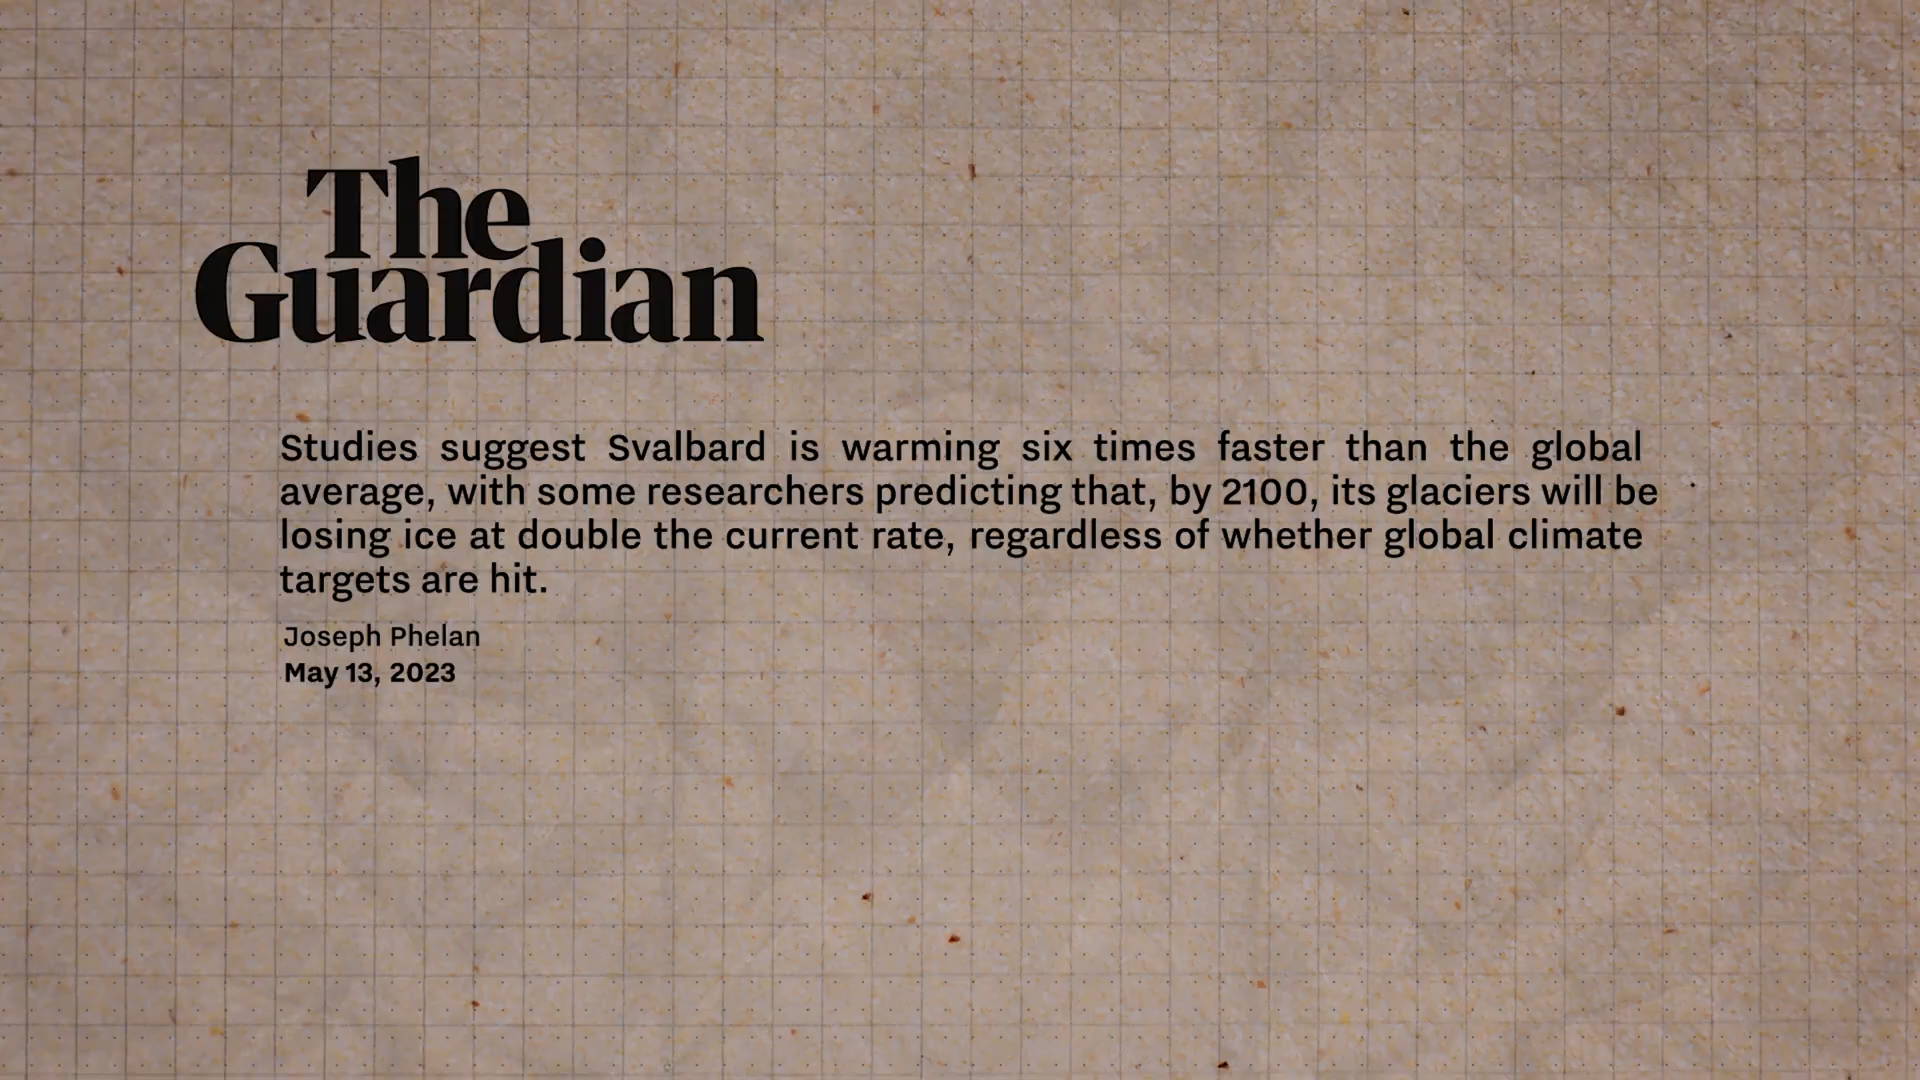 The
Guardian
Studies suggest Svalbard is warming six times faster than the global
average, with some researchers predicting that, by 2100, its glaciers will be
losing ice at double the current rate, regardless of whether global climate
targets are hit.
Joseph Phelan
May 13, 2023